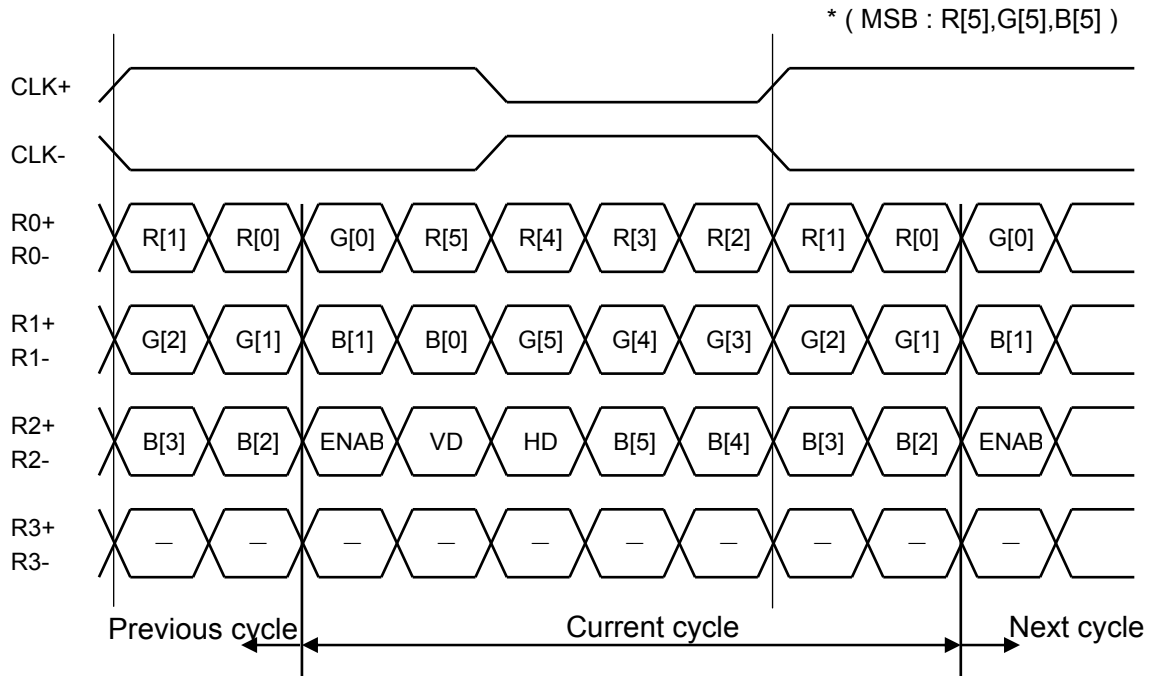 * ( MSB : R[5],G[5],B[5] )
CLK+
CLK-
R0+
R0-
R[1] R[0] G[0] R[5] R[4] R[3] R[2] R[1] R[0] G[0]
R1+
R1-
G[2] G[1] B[1] B[0] G[5] G[4] G[3] G[2] G[1] B[1]
R2+
R2-
B[3] B[2] ENAB VD HD B[5] B[4] B[3] B[2] ENAB
R3+
R3-
— — — — — — — — — —
Previous cycle Current cycle Next cycle